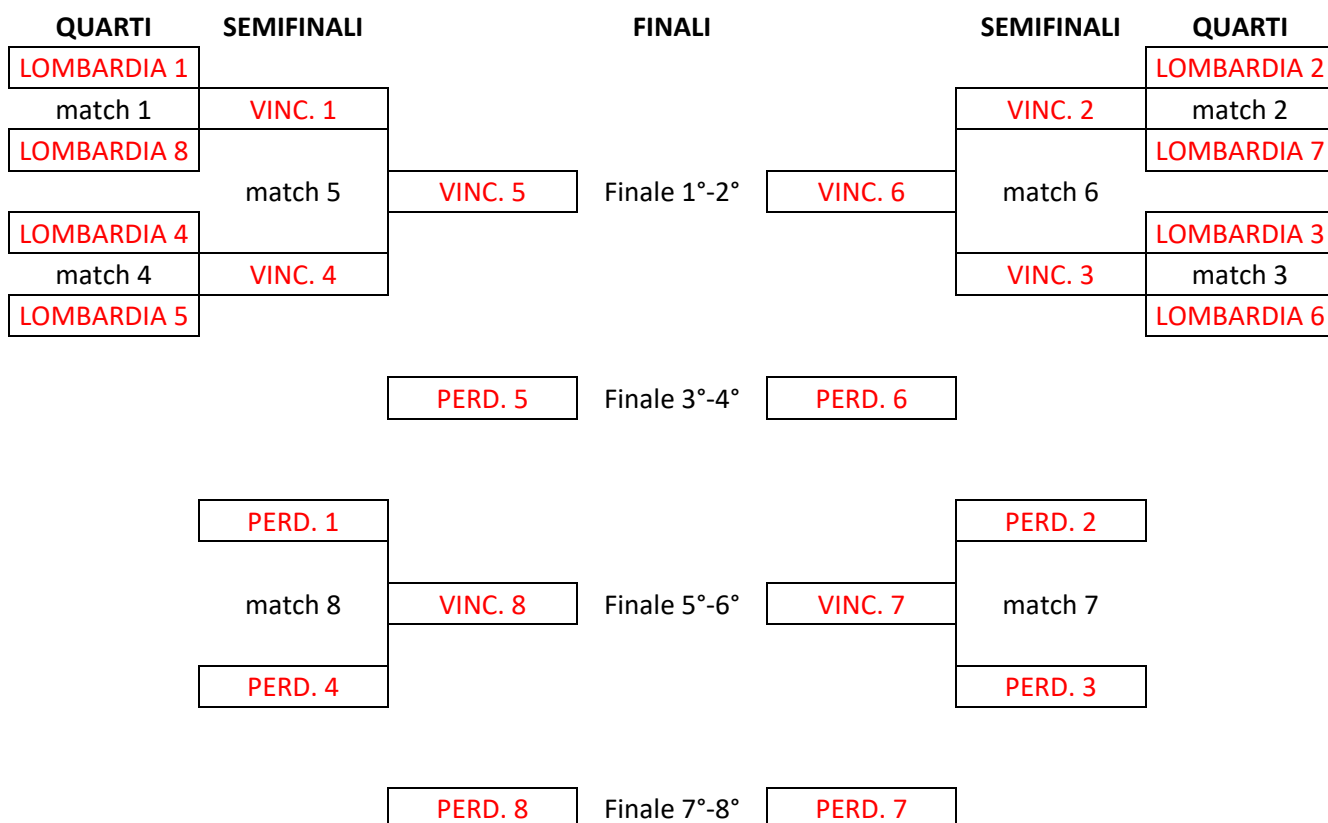 QUARTI SEMIFINALI FINALI SEMIFINALI QUARTI
LOMBARDIA 1 LOMBARDIA 2
match 1 VINC. 1 VINC. 2 match 2
LOMBARDIA 8 LOMBARDIA 7
match 5 VINC. 5 Finale 1°-2° VINC. 6 match 6
LOMBARDIA 4 LOMBARDIA 3
match 4 VINC. 4 VINC. 3 match 3
LOMBARDIA 5 LOMBARDIA 6
PERD. 5 Finale 3°-4° PERD. 6
PERD. 1 PERD. 2
match 8 VINC. 8 Finale 5°-6° VINC. 7 match 7
PERD. 4 PERD. 3
PERD. 8 Finale 7°-8° PERD. 7